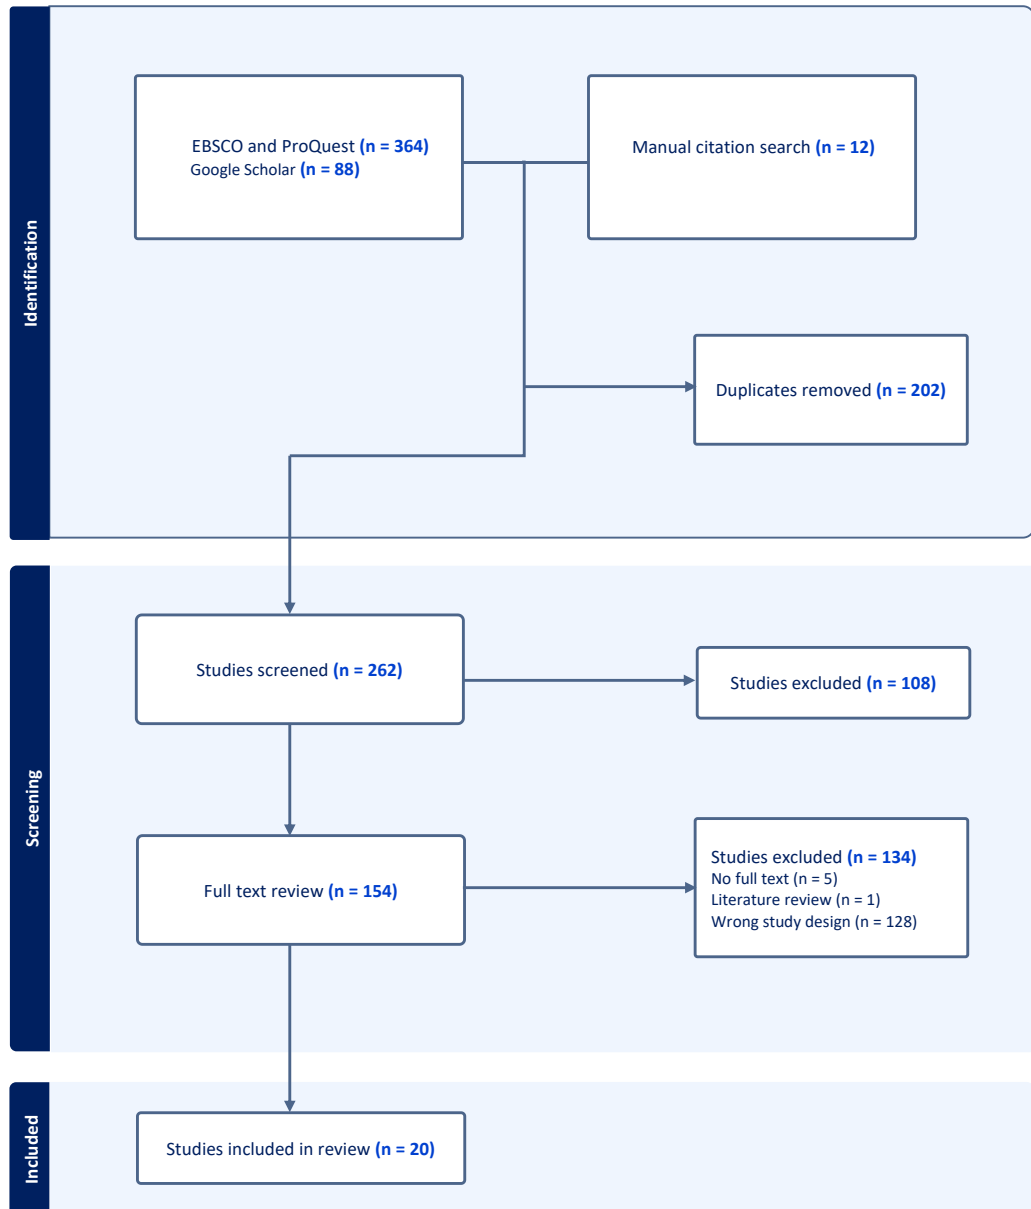 Identification
EBSCO and ProQuest (n = 364)
Google Scholar (n = 88)
Manual citation search (n = 12)
Duplicates removed (n = 202)
Screening
Studies screened (n = 262)
Studies excluded (n = 108)
Full text review (n = 154)
Studies excluded (n = 134)
No full text (n = 5)
Literature review (n = 1)
Wrong study design (n = 128)
Included
Studies included in review (n = 20)